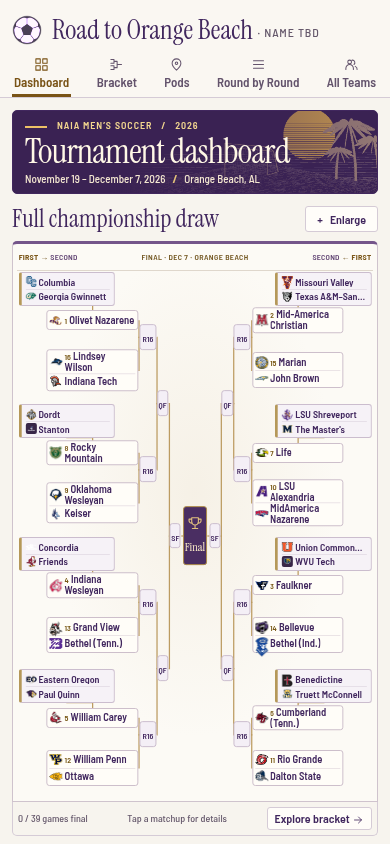 Road to Orange Beach · NAME TBD
Dashboard Bracket Pods Round by Round All Teams
NAIA MEN'S SOCCER / 2026
Tournament dashboard
November 19 – December 7, 2026 / Orange Beach, AL
Full championship draw
+ Enlarge
FIRST → SECOND
FINAL · DEC 7 · ORANGE BEACH
SECOND ← FIRST
Columbia
Georgia Gwinnett
1 Olivet Nazarene
16 Lindsey
Wilson
Indiana Tech
R16
Dordt
Stanton
8 Rocky
Mountain
9 Oklahoma
Wesleyan
Keiser
R16
QF
Concordia
Friends
4 Indiana
Wesleyan
13 Grand View
Bethel (Tenn.)
R16
Eastern Oregon
Paul Quinn
5 William Carey
12 William Penn
Ottawa
R16
QF
SF
Final
SF
Missouri Valley
Texas A&M-San...
2 Mid-America
Christian
15 Marian
John Brown
R16
LSU Shreveport
The Master's
7 Life
10 LSU
Alexandria
MidAmerica
Nazarene
R16
QF
Union Common...
WVU Tech
3 Faulkner
14 Bellevue
Bethel (Ind.)
R16
Benedictine
Truett McConnell
6 Cumberland
(Tenn.)
11 Rio Grande
Dalton State
R16
QF
0 / 39 games final
Tap a matchup for details
Explore bracket →